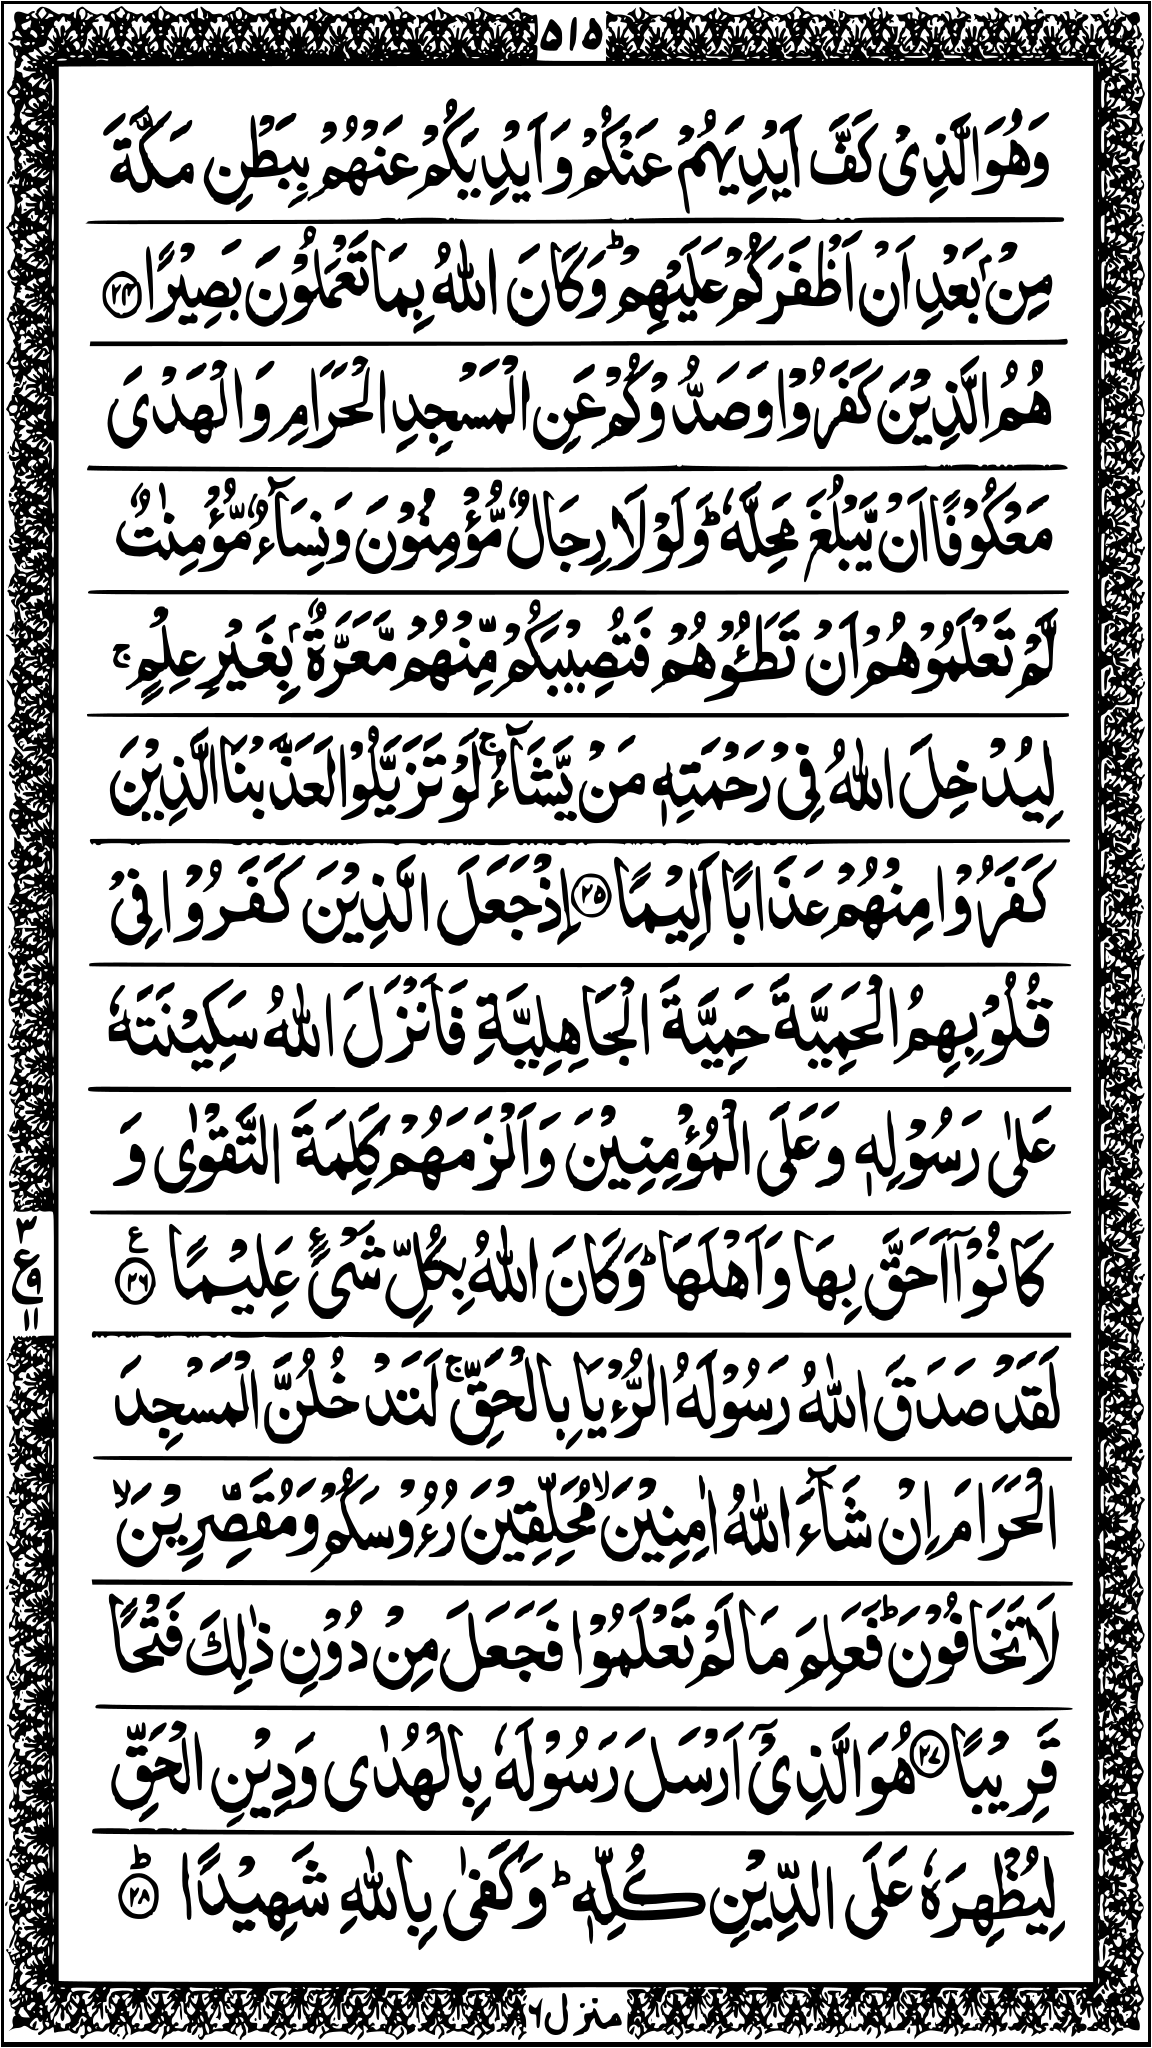 ۵۱۵
وَهُوَ الَّذِىْ كَفَّ اَيْدِيَهُمْ عَنْكُمْ وَاَيْدِيَكُمْ عَنْهُمْ بِبَطْنِ مَكَّةَ
مِنْۢ بَعْدِ اَنْ اَظْفَرَكُمْ عَلَيْهِمْؕ وَكَانَ اللّٰهُ بِمَا تَعْمَلُوْنَ بَصِيْرًا ﴿۲۴﴾
هُمُ الَّذِيْنَ كَفَرُوْا وَصَدُّوْكُمْ عَنِ الْمَسْجِدِ الْحَرَامِ وَالْهَدْىَ
مَعْكُوْفًا اَنْ يَّبْلُغَ مَحِلَّهٗؕ وَلَوْلَا رِجَالٌ مُّؤْمِنُوْنَ وَنِسَآءٌ مُّؤْمِنٰتٌ
لَّمْ تَعْلَمُوْهُمْ اَنْ تَطَـُٔوْهُمْ فَتُصِيْبَكُمْ مِّنْهُمْ مَّعَرَّةٌۢ بِغَيْرِ عِلْمٍۚ
لِيُدْخِلَ اللّٰهُ فِىْ رَحْمَتِهٖ مَنْ يَّشَآءُۚ لَوْ تَزَيَّلُوْا لَعَذَّبْنَا الَّذِيْنَ
كَفَرُوْا مِنْهُمْ عَذَابًا اَلِيْمًا ﴿۲۵﴾ اِذْ جَعَلَ الَّذِيْنَ كَفَرُوْا فِىْ
قُلُوْبِهِمُ الْحَمِيَّةَ حَمِيَّةَ الْجَاهِلِيَّةِ فَاَنْزَلَ اللّٰهُ سَكِيْنَتَهٗ
عَلٰى رَسُوْلِهٖ وَعَلَى الْمُؤْمِنِيْنَ وَاَلْزَمَهُمْ كَلِمَةَ التَّقْوٰى وَ
كَانُوْۤا اَحَقَّ بِهَا وَاَهْلَهَاؕ وَكَانَ اللّٰهُ بِكُلِّ شَىْءٍ عَلِيْمًا ﴿۲۶﴾ ع
۳
ع
۹
۱۱
لَقَدْ صَدَقَ اللّٰهُ رَسُوْلَهُ الرُّءْيَا بِالْحَقِّۚ لَتَدْخُلُنَّ الْمَسْجِدَ
الْحَرَامَ اِنْ شَآءَ اللّٰهُ اٰمِنِيْنَۙ مُحَلِّقِيْنَ رُءُوْسَكُمْ وَمُقَصِّرِيْنَۙ
لَا تَخَافُوْنَؕ فَعَلِمَ مَا لَمْ تَعْلَمُوْا فَجَعَلَ مِنْ دُوْنِ ذٰلِكَ فَتْحًا
قَرِيْبًا ﴿۲۷﴾ هُوَ الَّذِىْۤ اَرْسَلَ رَسُوْلَهٗ بِالْهُدٰى وَدِيْنِ الْحَقِّ
لِيُظْهِرَهٗ عَلَى الدِّيْنِ كُلِّهٖؕ وَكَفٰى بِاللّٰهِ شَهِيْدًاؕ ﴿۲۸﴾
منزل ۶